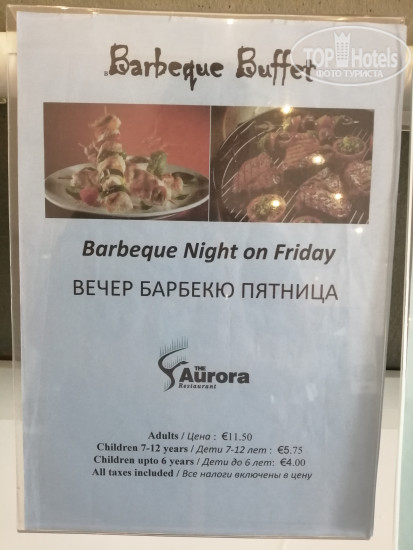 TOPHotels
ФОТО ТУРИСТА
Barbeque Buffet
Barbeque Night on Friday
ВЕЧЕР БАРБЕКЮ ПЯТНИЦА
THE
Aurora
Restaurant
Adults / Цена : €11.50
Children 7-12 years / Дети 7-12 лет : €5.75
Children upto 6 years / Дети до 6 лет: €4.00
All taxes included / Все налоги включены в цену